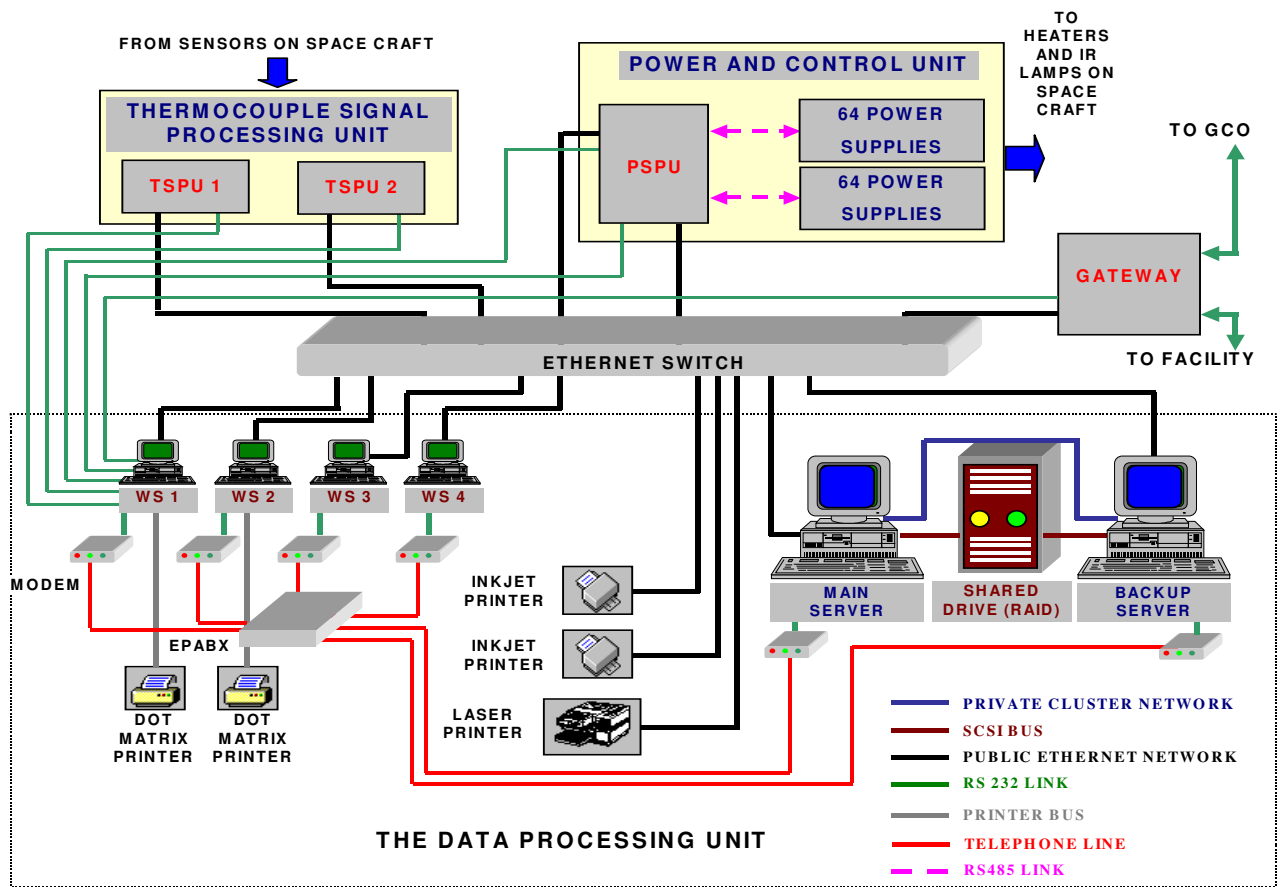 FROM SENSORS ON SPACE CRAFT
THERMOCOUPLE SIGNAL
PROCESSING UNIT
TSPU 1
TSPU 2
POWER AND CONTROL UNIT
PSPU
64 POWER
SUPPLIES
64 POWER
SUPPLIES
TO
HEATERS
AND IR
LAMPS ON
SPACE
CRAFT
TO GCO
GATEWAY
TO FACILITY
ETHERNET SWITCH
WS 1
WS 2
WS 3
WS 4
MODEM
EPABX
DOT
MATRIX
PRINTER
DOT
MATRIX
PRINTER
INKJET
PRINTER
INKJET
PRINTER
LASER
PRINTER
MAIN
SERVER
SHARED
DRIVE (RAID)
BACKUP
SERVER
PRIVATE CLUSTER NETWORK
SCSI BUS
PUBLIC ETHERNET NETWORK
RS 232 LINK
PRINTER BUS
TELEPHONE LINE
RS485 LINK
THE DATA PROCESSING UNIT